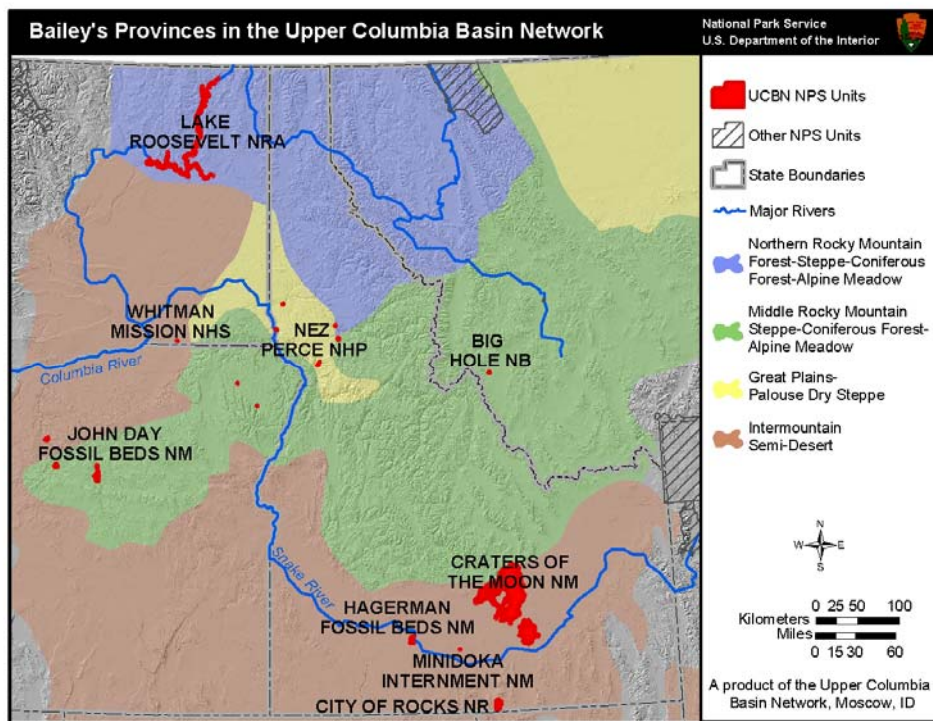 Bailey's Provinces in the Upper Columbia Basin Network
National Park Service
U.S. Department of the Interior
LAKE
ROOSEVELT NRA
WHITMAN
MISSION NHS
NEZ
PERCE NHP
BIG
HOLE NB
Columbia River
JOHN DAY
FOSSIL BEDS NM
Snake River
CRATERS OF
THE MOON NM
HAGERMAN
FOSSIL BEDS NM
MINIDOKA
INTERNMENT NM
CITY OF ROCKS NR
UCBN NPS Units
Other NPS Units
State Boundaries
Major Rivers
Northern Rocky Mountain
Forest-Steppe-Coniferous
Forest-Alpine Meadow
Middle Rocky Mountain
Steppe-Coniferous Forest-
Alpine Meadow
Great Plains-
Palouse Dry Steppe
Intermountain
Semi-Desert
N
W E
S
0 25 50 100
Kilometers
Miles
0 15 30 60
A product of the Upper Columbia
Basin Network, Moscow, ID